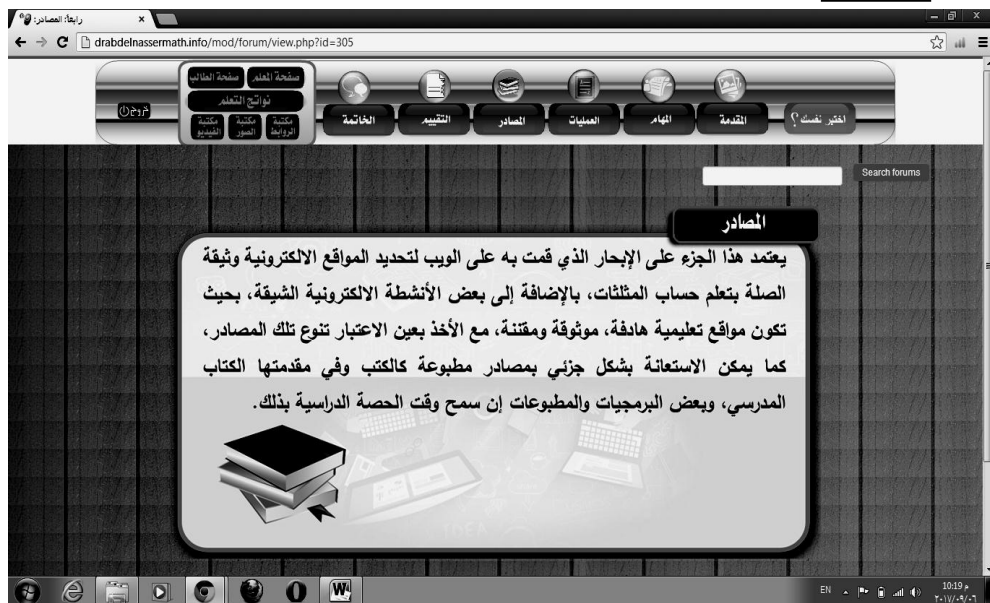 رابعاً: المصادر:
drabdelnassermath.info/mod/forum/view.php?id=305
صفحة المعلم صفحة الطالب
نواتج التعلم
مكتبة الروابط مكتبة الصور مكتبة الفيديو
خروج
اختبر نفسك؟ المقدمة المهام العمليات المصادر التقييم الخاتمة
Search forums
المصادر
يعتمد هذا الجزء على الإبحار الذي قمت به على الويب لتحديد المواقع الالكترونية وثيقة
الصلة بتعلم حساب المثلثات، بالإضافة إلى بعض الأنشطة الالكترونية الشيقة، بحيث
تكون مواقع تعليمية هادفة، موثوقة ومقتنة، مع الأخذ بعين الاعتبار تنوع تلك المصادر،
كما يمكن الاستعانة بشكل جزئي بمصادر مطبوعة كالكتب وفي مقدمتها الكتاب
المدرسي، وبعض البرمجيات والمطبوعات إن سمح وقت الحصة الدراسية بذلك.
IDEA
EN
10:19 م
٢٠١٧/٠٩/٠٦